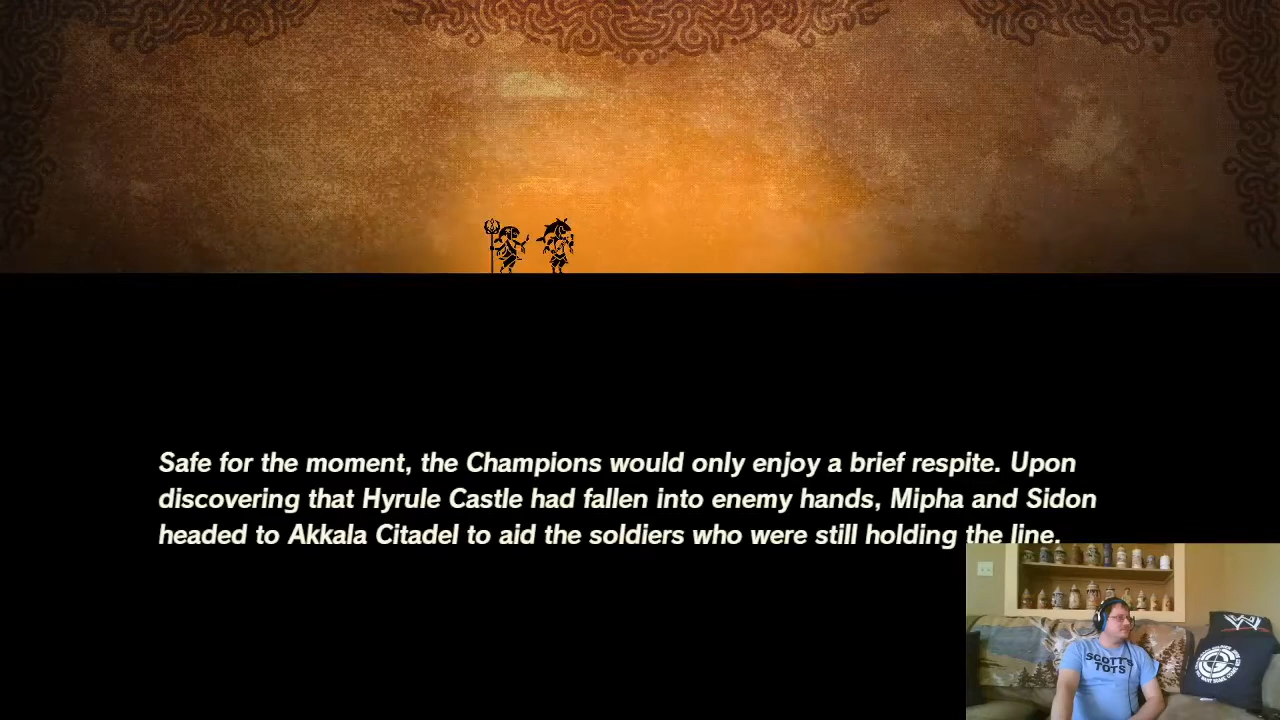 Safe for the moment, the Champions would only enjoy a brief respite. Upon
discovering that Hyrule Castle had fallen into enemy hands, Mipha and Sidon
headed to Akkala Citadel to aid the soldiers who were still holding the line.
SCOTT'S
TOTS
W